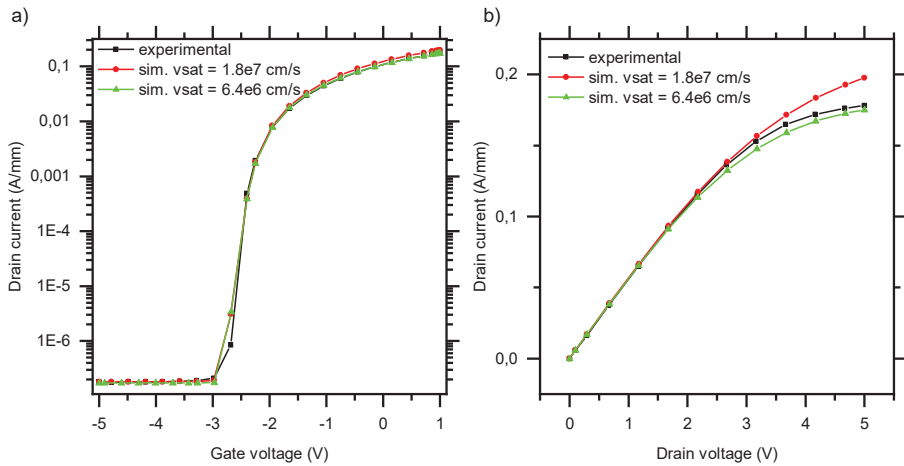 a)
experimental
sim. vsat = 1.8e7 cm/s
sim. vsat = 6.4e6 cm/s
Drain current (A/mm)
0,1
0,01
0,001
1E-4
1E-5
1E-6
-5 -4 -3 -2 -1 0 1
Gate voltage (V)
b)
experimental
sim. vsat = 1.8e7 cm/s
sim. vsat = 6.4e6 cm/s
Drain current (A/mm)
0,2
0,1
0,0
0 1 2 3 4 5
Drain voltage (V)